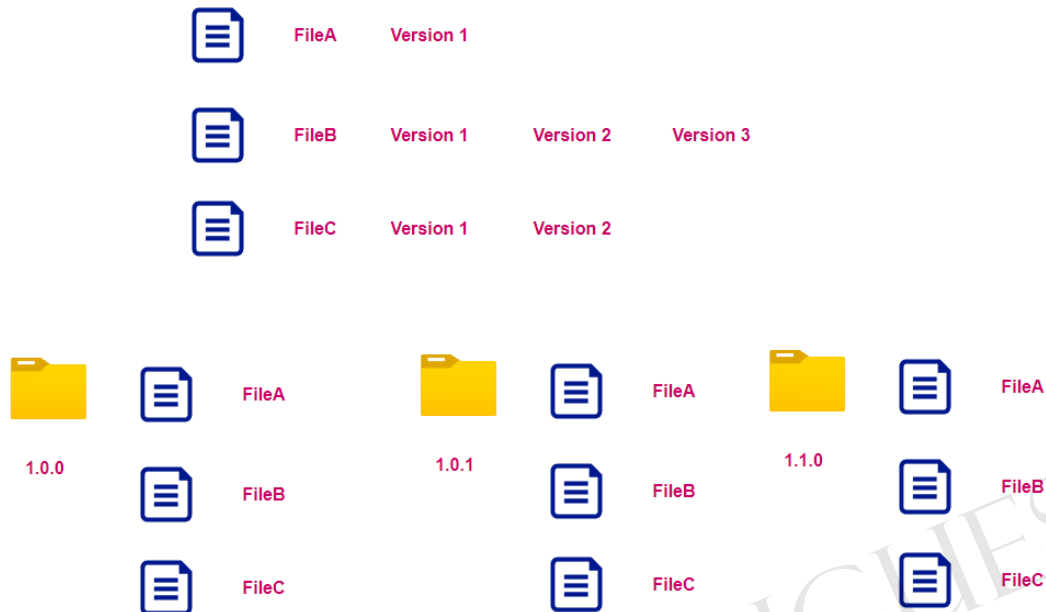 FileA Version 1
FileB Version 1 Version 2 Version 3
FileC Version 1 Version 2
FileA FileA FileA
1.0.0 1.0.1 1.1.0
FileB FileB FileB
FileC FileC FileC